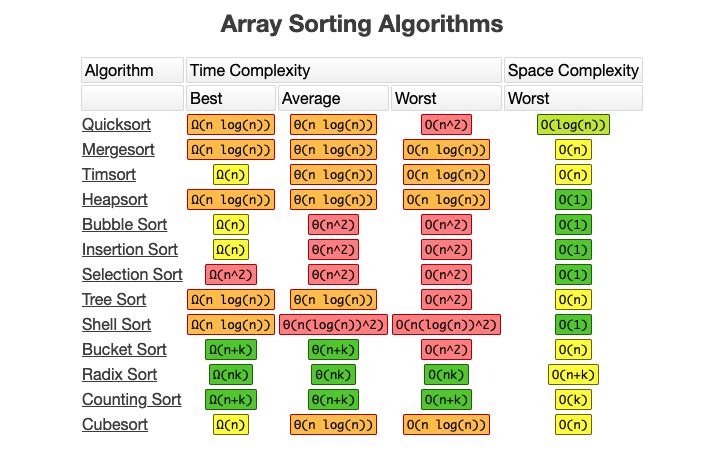 Array Sorting Algorithms
Algorithm Time Complexity Space Complexity
Best Average Worst Worst
Quicksort Ω(n log(n)) Θ(n log(n)) O(n^2) O(log(n))
Mergesort Ω(n log(n)) Θ(n log(n)) O(n log(n)) O(n)
Timsort Ω(n) Θ(n log(n)) O(n log(n)) O(n)
Heapsort Ω(n log(n)) Θ(n log(n)) O(n log(n)) O(1)
Bubble Sort Ω(n) Θ(n^2) O(n^2) O(1)
Insertion Sort Ω(n) Θ(n^2) O(n^2) O(1)
Selection Sort Ω(n^2) Θ(n^2) O(n^2) O(1)
Tree Sort Ω(n log(n)) Θ(n log(n)) O(n^2) O(n)
Shell Sort Ω(n log(n)) Θ(n(log(n))^2) O(n(log(n))^2) O(1)
Bucket Sort Ω(n+k) Θ(n+k) O(n^2) O(n)
Radix Sort Ω(nk) Θ(nk) O(nk) O(n+k)
Counting Sort Ω(n+k) Θ(n+k) O(n+k) O(k)
Cubesort Ω(n) Θ(n log(n)) O(n log(n)) O(n)